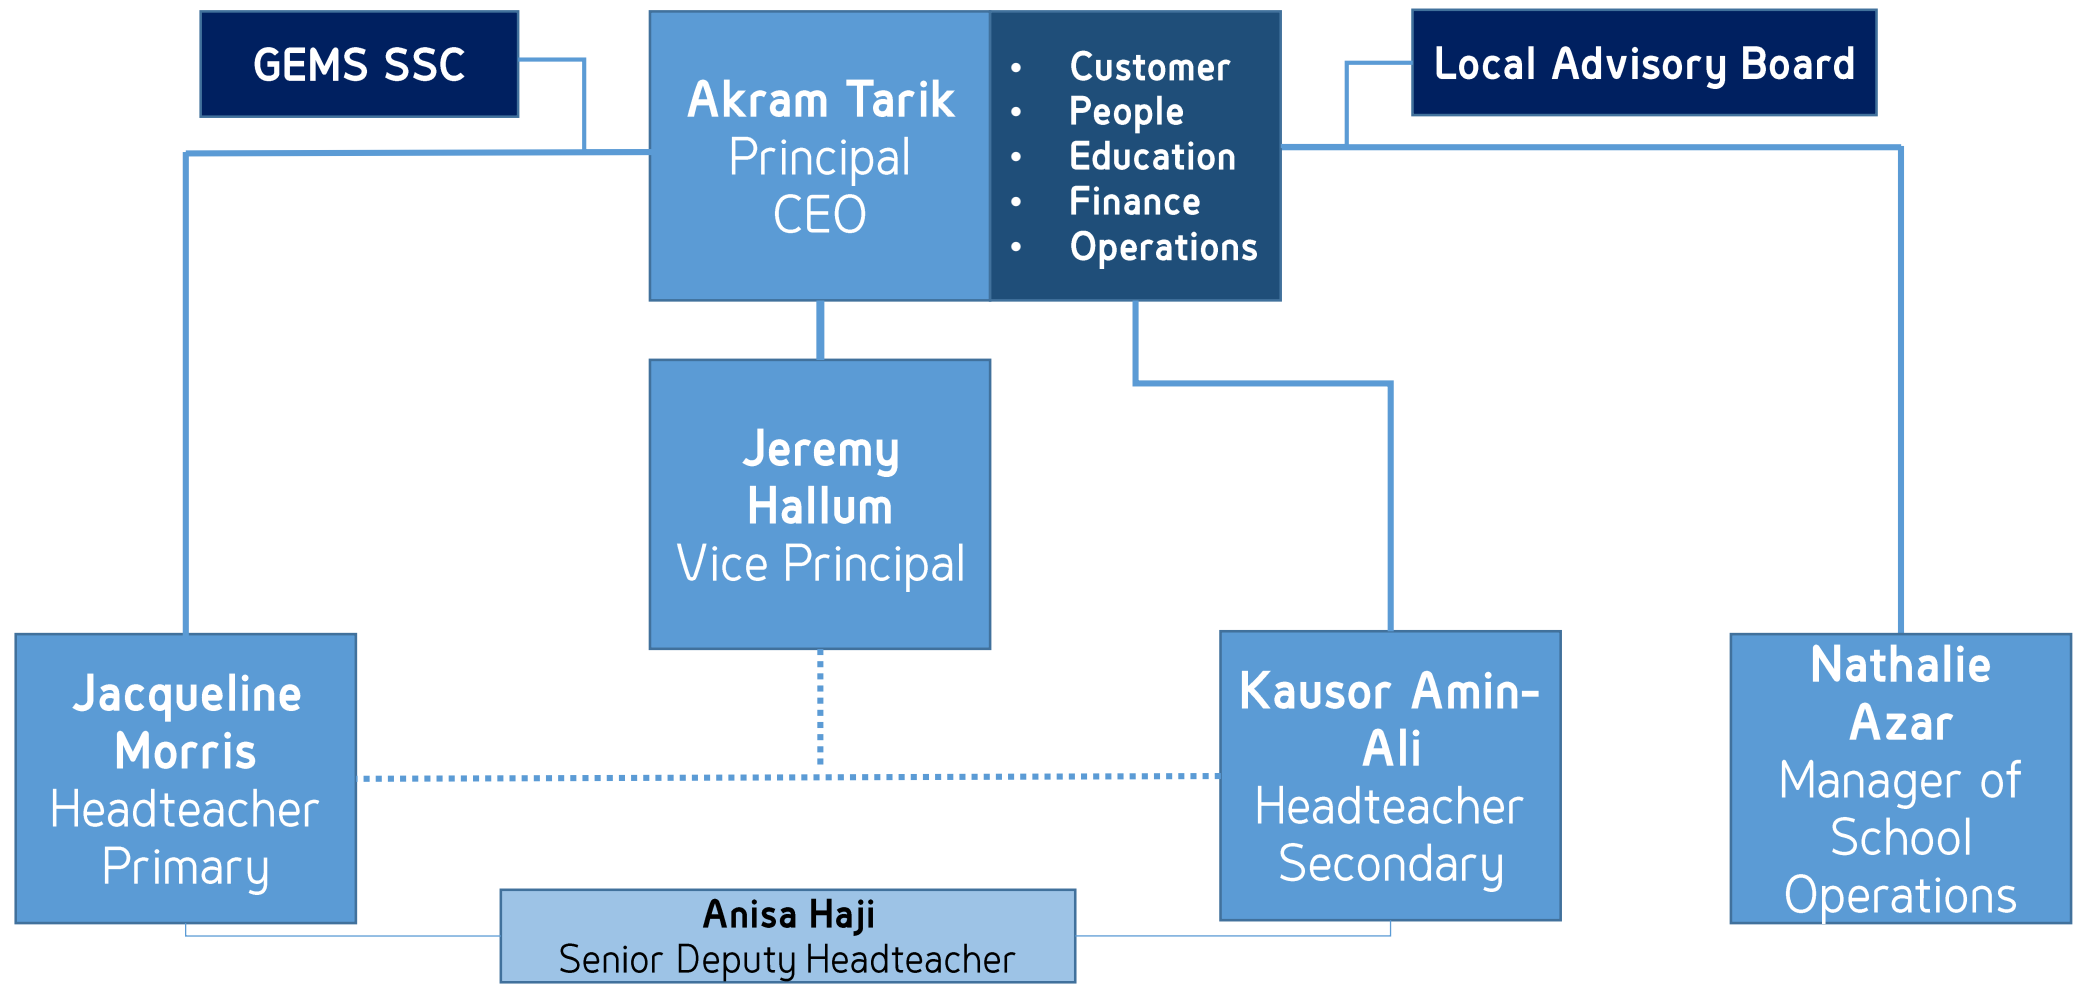 GEMS SSC
Akram Tarik
Principal
CEO
• Customer
• People
• Education
• Finance
• Operations
Local Advisory Board
Jeremy
Hallum
Vice Principal
Jacqueline
Morris
Headteacher
Primary
Kausor Amin-
Ali
Headteacher
Secondary
Nathalie
Azar
Manager of
School
Operations
Anisa Haji
Senior Deputy Headteacher